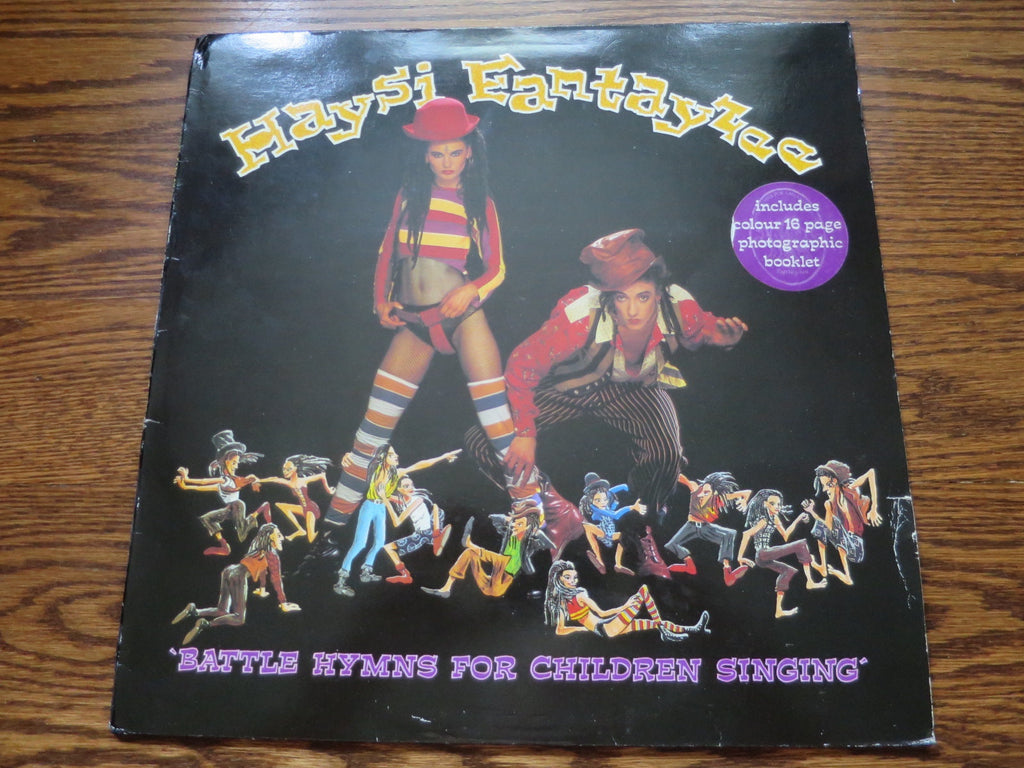 Haysi Fantayzee
includes
colour 16 page
photographic
booklet
`BATTLE HYMNS FOR CHILDREN SINGING´